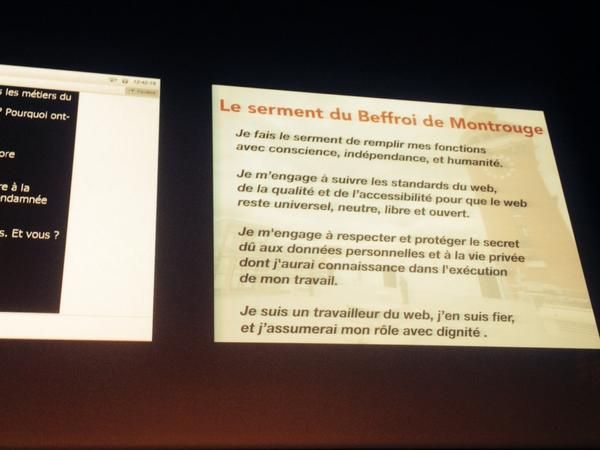 12:42:15
s les métiers du
? Pourquoi ont-
ore
re à la
ndamnée
s. Et vous ?
Le serment du Beffroi de Montrouge
Je fais le serment de remplir mes fonctions
avec conscience, indépendance, et humanité.
Je m'engage à suivre les standards du web,
de la qualité et de l'accessibilité pour que le web
reste universel, neutre, libre et ouvert.
Je m'engage à respecter et protéger le secret
dû aux données personnelles et à la vie privée
dont j'aurai connaissance dans l'exécution
de mon travail.
Je suis un travailleur du web, j'en suis fier,
et j'assumerai mon rôle avec dignité .